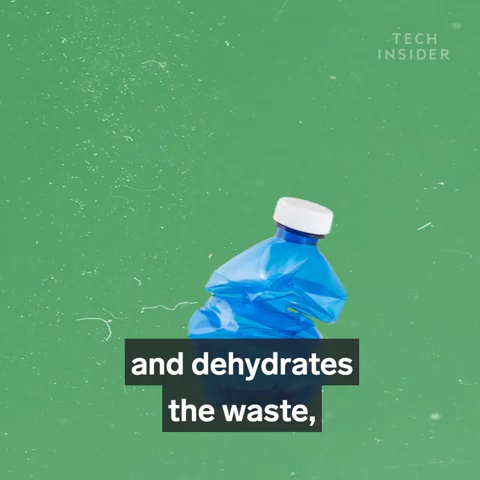 TECH
INSIDER
and dehydrates
the waste,